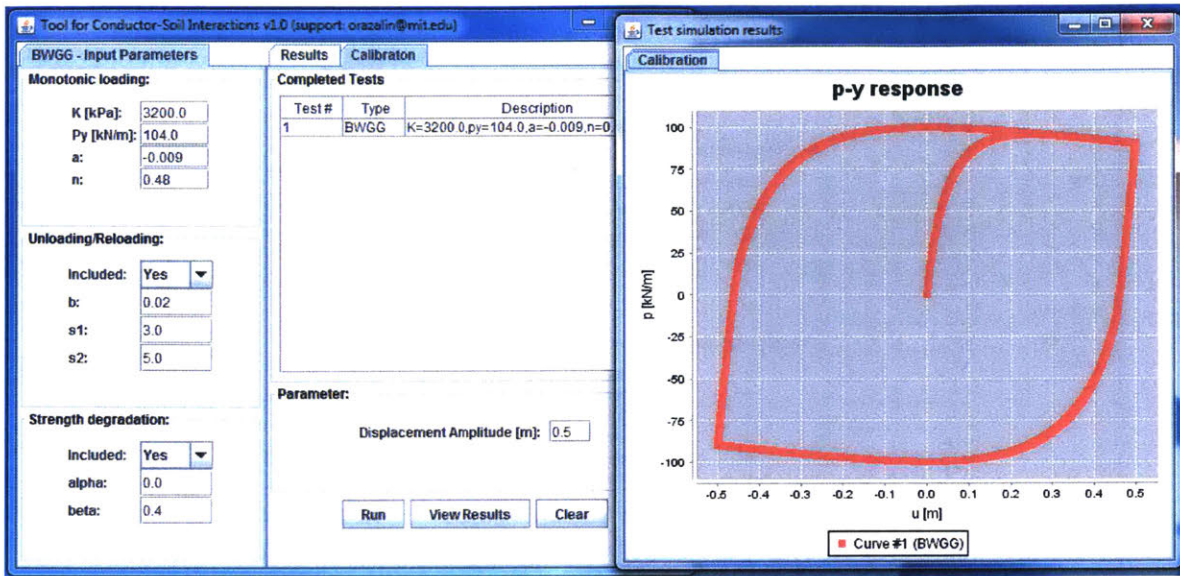 Tool for Conductor-Soil Interactions v1.0 (support: orazalin@mit.edu)
BWGG - Input Parameters
Monotonic loading:
K [kPa]: 3200.0
Py [kN/m]: 104.0
a: -0.009
n: 0.48
Unloading/Reloading:
Included: Yes
b: 0.02
s1: 3.0
s2: 5.0
Strength degradation:
Included: Yes
alpha: 0.0
beta: 0.4
Results Calibraton
Completed Tests
Test # Type Description
1 BWGG K=3200.0,py=104.0,a=-0.009,n=0.
Parameter:
Displacement Amplitude [m]: 0.5
Run View Results Clear
Test simulation results
Calibration
p-y response
p [kN/m]
100
75
50
25
0
-25
-50
-75
-100
-0.5 -0.4 -0.3 -0.2 -0.1 0.0 0.1 0.2 0.3 0.4 0.5
u [m]
Curve #1 (BWGG)